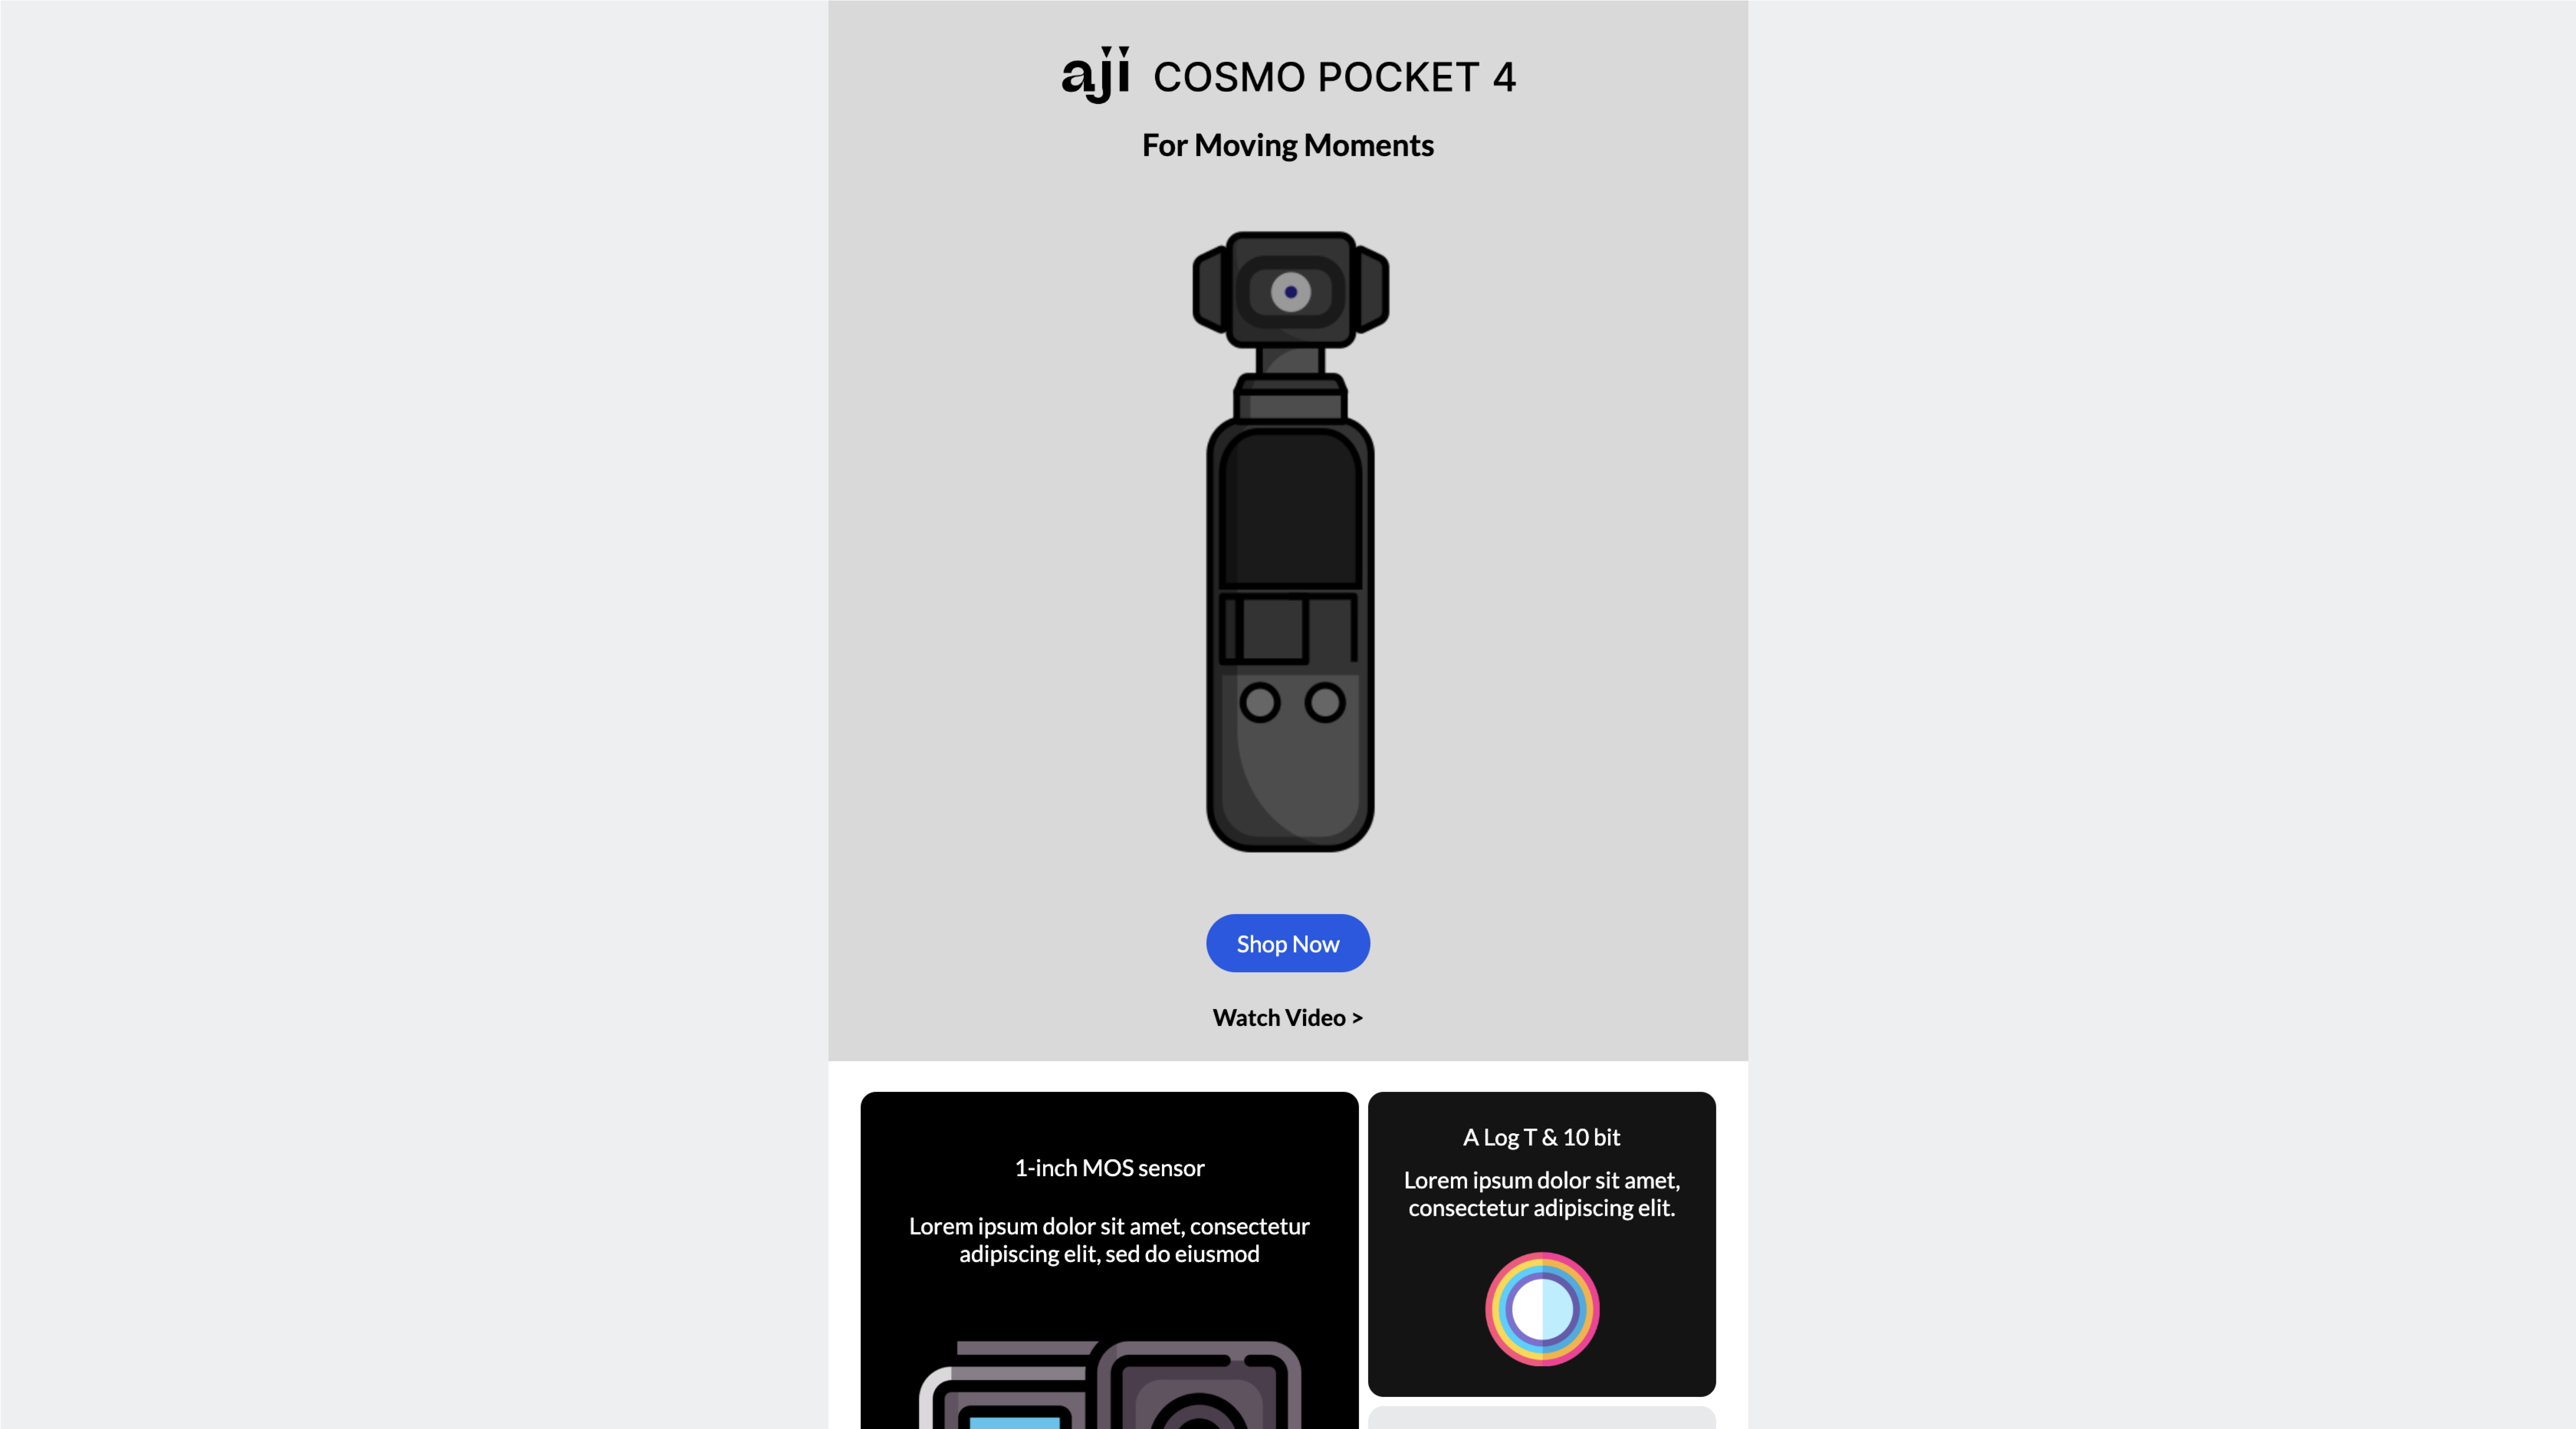 aji COSMO POCKET 4
For Moving Moments
Shop Now
Watch Video >
1-inch MOS sensor
Lorem ipsum dolor sit amet, consectetur
adipiscing elit, sed do eiusmod
A Log T & 10 bit
Lorem ipsum dolor sit amet,
consectetur adipiscing elit.